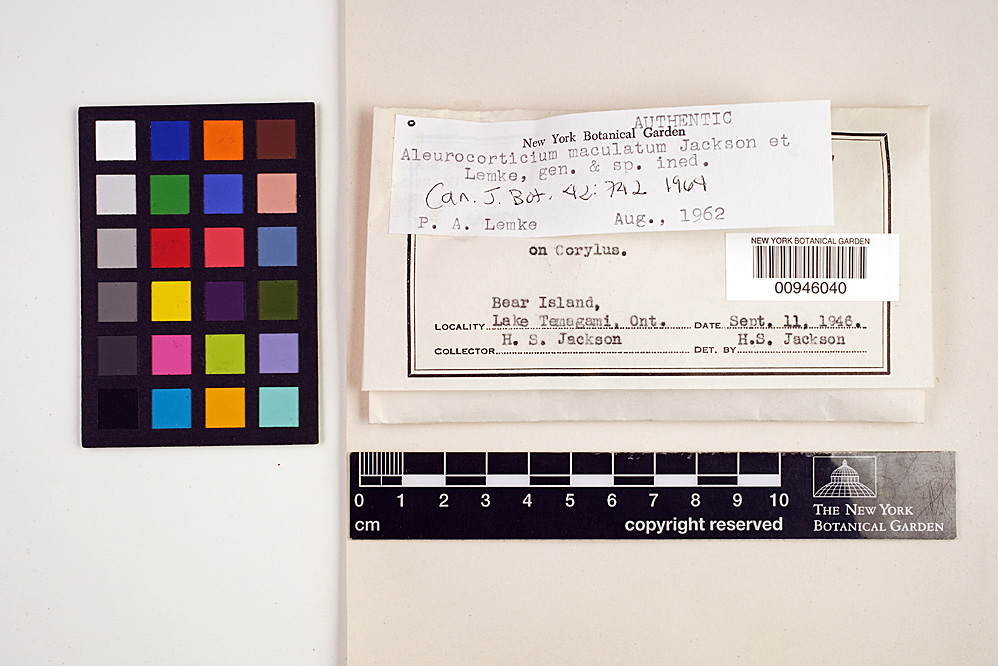 AUTHENTIC
New York Botanical Garden
Aleurocorticium maculatum Jackson et
Lemke, gen. & sp. ined.
Can. J. Bot. 42: 742 1964
P. A. Lemke Aug., 1962
on Corylus.
NEW YORK BOTANICAL GARDEN
00946040
Bear Island,
LOCALITY Lake Temagami, Ont. DATE Sept. 11, 1946.
COLLECTOR H. S. Jackson DET. BY H.S. Jackson
0 1 2 3 4 5 6 7 8 9 10
cm copyright reserved
THE NEW YORK
BOTANICAL GARDEN